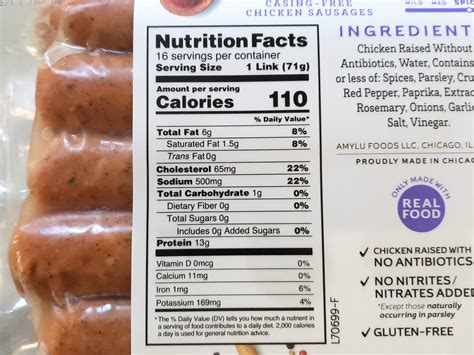 CASING-FREE
CHICKEN SAUSAGES
MILD MED SPIC
Nutrition Facts
16 servings per container
Serving Size 1 Link (71g)
Amount per serving
Calories 110
% Daily Value*
Total Fat 6g 8%
Saturated Fat 1.5g 8%
Trans Fat 0g
Cholesterol 65mg 22%
Sodium 500mg 22%
Total Carbohydrate 1g 0%
Dietary Fiber 0g 0%
Total Sugars 0g
Includes 0g Added Sugars 0%
Protein 13g
Vitamin D 0mcg 0%
Calcium 11mg 0%
Iron 1mg 6%
Potassium 169mg 4%
*The % Daily Value (DV) tells you how much a nutrient in
a serving of food contributes to a daily diet. 2,000 calories
a day is used for general nutrition advice.
L70699-F
INGREDIENT
Chicken Raised Without
Antibiotics, Water, Contains
or less of: Spices, Parsley, Cru
Red Pepper, Paprika, Extrac
Rosemary, Onions, Garlic
Salt, Vinegar.
AMYLU FOODS LLC, CHICAGO, IL
PROUDLY MADE IN CHICAG
ONLY MADE WITH
REAL
FOOD
CHICKEN RAISED WITH
NO ANTIBIOTICS
NO NITRITES/
NITRATES ADDED
*Except those naturally
occurring in parsley
GLUTEN-FREE